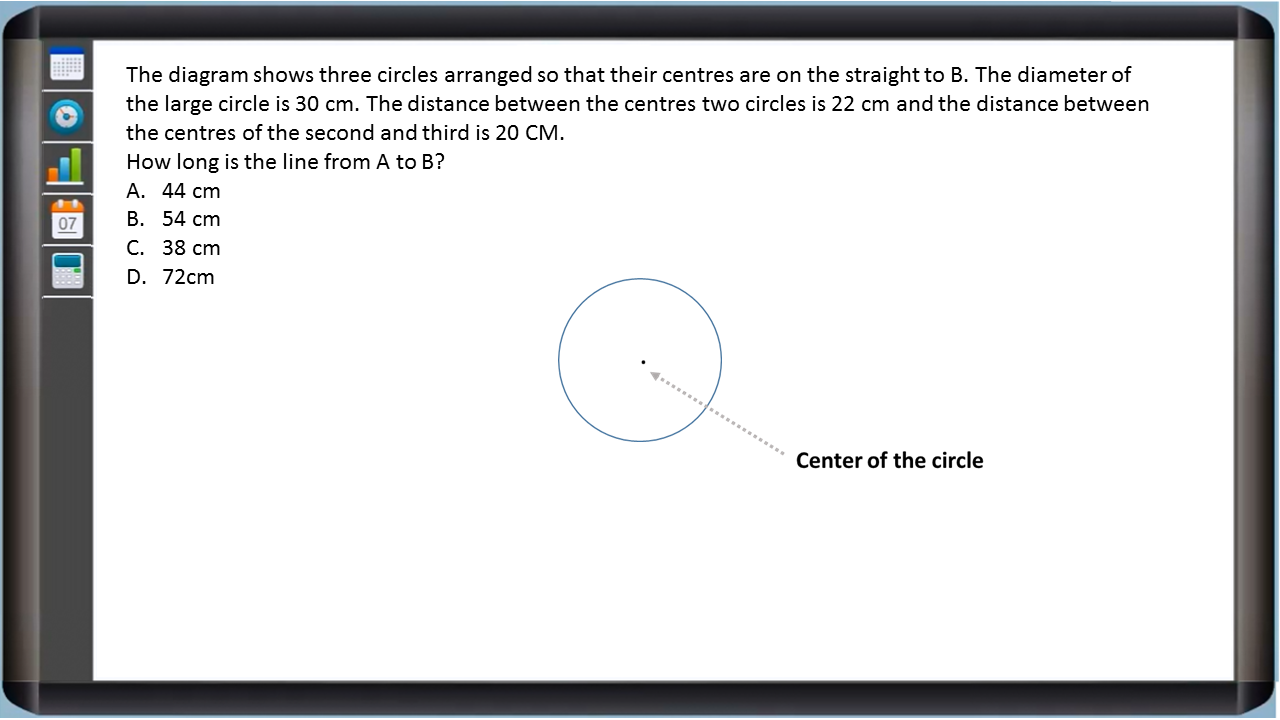 The diagram shows three circles arranged so that their centres are on the straight to B. The diameter of
the large circle is 30 cm. The distance between the centres two circles is 22 cm and the distance between
the centres of the second and third is 20 CM.
How long is the line from A to B?
A. 44 cm
B. 54 cm
C. 38 cm
D. 72cm
07
Center of the circle